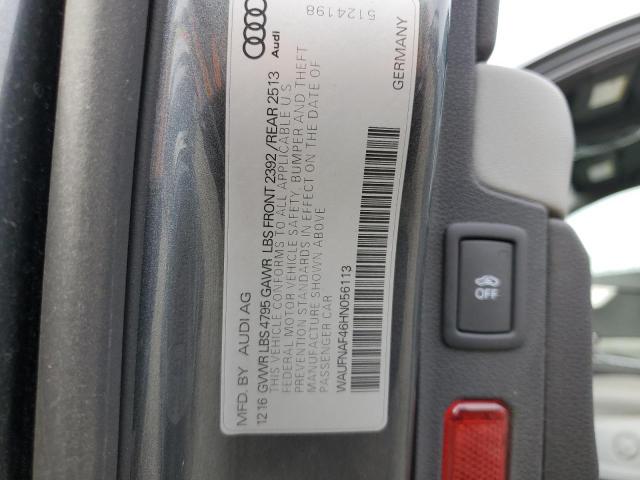 MFD. BY AUDI AG
12 16 GVWR LBS 4795 GAWR LBS FRONT 2392/REAR 2513
THIS VEHICLE CONFORMS TO ALL APPLICABLE U S
FEDERAL MOTOR VEHICLE SAFETY, BUMPER AND THEFT
PREVENTION STANDARDS IN EFFECT ON THE DATE OF
MANUFACTURE SHOWN ABOVE
PASSENGER CAR
WAUFNAF46HN056113
GERMANY
Audi
5124198
OFF